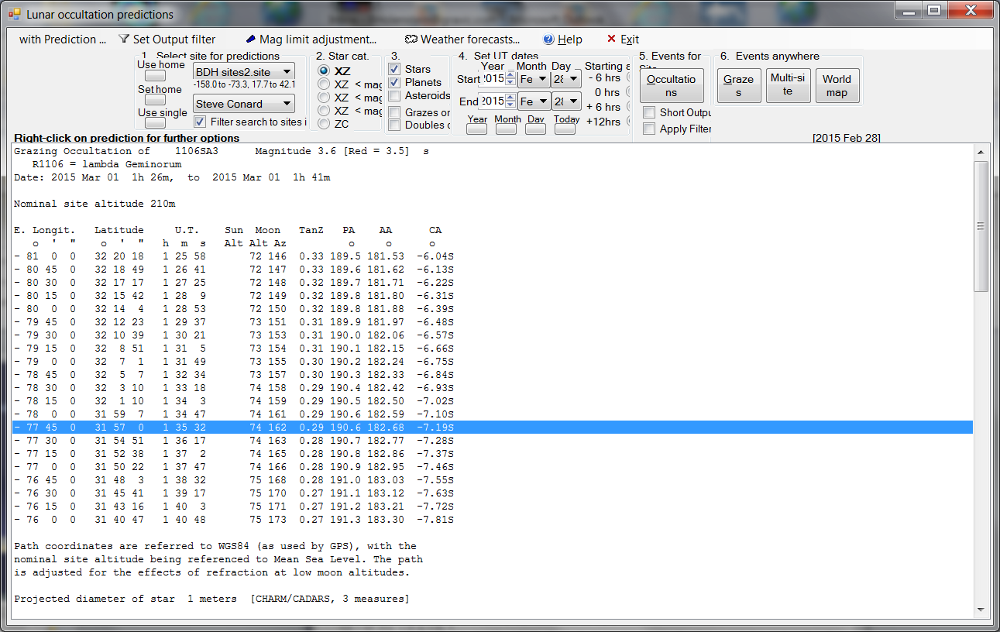 Lunar occultation predictions
with Prediction ... Set Output filter Mag limit adjustment... Weather forecasts... Help Exit
1. Select site for predictions
Use home
BDH sites2.site
-158.0 to -73.3, 17.7 to 42.1
Set home
Steve Conard
Use single
Filter search to sites i
2. Star cat.
XZ
XZ < mag
XZ < mag
XZ < mag
ZC
3.
Stars
Planets
Asteroids
Grazes or
Doubles o
4. Set UT dates
Year Month Day
Start 2015 Fe 28
End 2015 Fe 28
Year Month Day Today
Starting a
- 6 hrs
0 hrs
+ 6 hrs
+12hrs
5. Events for
Occultatio
ns
Short Outpu
Apply Filter
6. Events anywhere
Graze
s
Multi-si
te
World
map
Right-click on prediction for further options
[2015 Feb 28]
Grazing Occultation of 1106SA3 Magnitude 3.6 [Red = 3.5] s
R1106 = lambda Geminorum
Date: 2015 Mar 01 1h 26m, to 2015 Mar 01 1h 41m
Nominal site altitude 210m
E. Longit. Latitude U.T. Sun Moon TanZ PA AA CA
o ' " o ' " h m s Alt Alt Az o o o
- 81 0 0 32 20 18 1 25 58 72 146 0.33 189.5 181.53 -6.04S
- 80 45 0 32 18 49 1 26 41 72 147 0.33 189.6 181.62 -6.13S
- 80 30 0 32 17 17 1 27 25 72 148 0.32 189.7 181.71 -6.22S
- 80 15 0 32 15 42 1 28 9 72 149 0.32 189.8 181.80 -6.31S
- 80 0 0 32 14 4 1 28 53 72 150 0.32 189.8 181.88 -6.39S
- 79 45 0 32 12 23 1 29 37 73 151 0.31 189.9 181.97 -6.48S
- 79 30 0 32 10 39 1 30 21 73 153 0.31 190.0 182.06 -6.57S
- 79 15 0 32 8 51 1 31 5 73 154 0.31 190.1 182.15 -6.66S
- 79 0 0 32 7 1 1 31 49 73 155 0.30 190.2 182.24 -6.75S
- 78 45 0 32 5 7 1 32 34 73 157 0.30 190.3 182.33 -6.84S
- 78 30 0 32 3 10 1 33 18 74 158 0.29 190.4 182.42 -6.93S
- 78 15 0 32 1 10 1 34 3 74 159 0.29 190.5 182.50 -7.02S
- 78 0 0 31 59 7 1 34 47 74 161 0.29 190.6 182.59 -7.10S
- 77 45 0 31 57 0 1 35 32 74 162 0.29 190.6 182.68 -7.19S
- 77 30 0 31 54 51 1 36 17 74 163 0.28 190.7 182.77 -7.28S
- 77 15 0 31 52 38 1 37 2 74 165 0.28 190.8 182.86 -7.37S
- 77 0 0 31 50 22 1 37 47 74 166 0.28 190.9 182.95 -7.46S
- 76 45 0 31 48 3 1 38 32 75 168 0.28 191.0 183.03 -7.55S
- 76 30 0 31 45 41 1 39 17 75 170 0.27 191.1 183.12 -7.63S
- 76 15 0 31 43 16 1 40 3 75 171 0.27 191.2 183.21 -7.72S
- 76 0 0 31 40 47 1 40 48 75 173 0.27 191.3 183.30 -7.81S
Path coordinates are referred to WGS84 (as used by GPS), with the
nominal site altitude being referenced to Mean Sea Level. The path
is adjusted for the effects of refraction at low moon altitudes.
Projected diameter of star 1 meters [CHARM/CADARS, 3 measures]